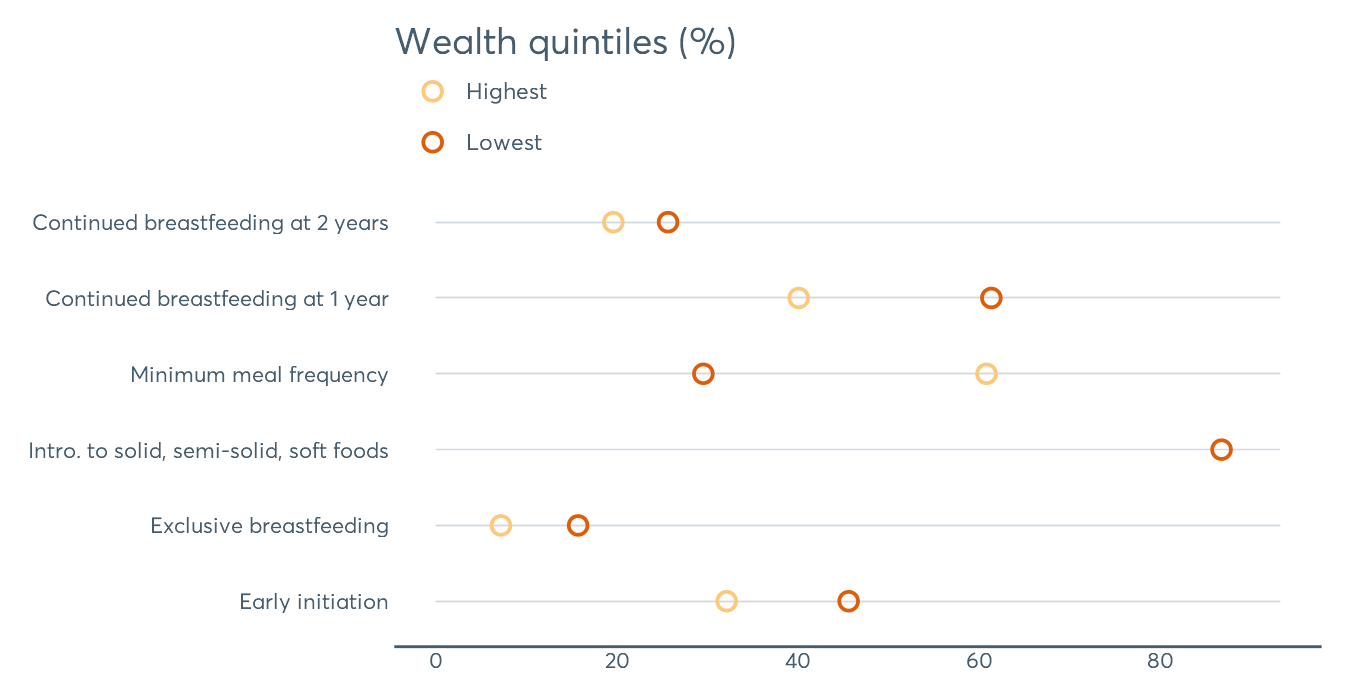 Wealth quintiles (%)
Highest
Lowest
Continued breastfeeding at 2 years
Continued breastfeeding at 1 year
Minimum meal frequency
Intro. to solid, semi-solid, soft foods
Exclusive breastfeeding
Early initiation
0 20 40 60 80